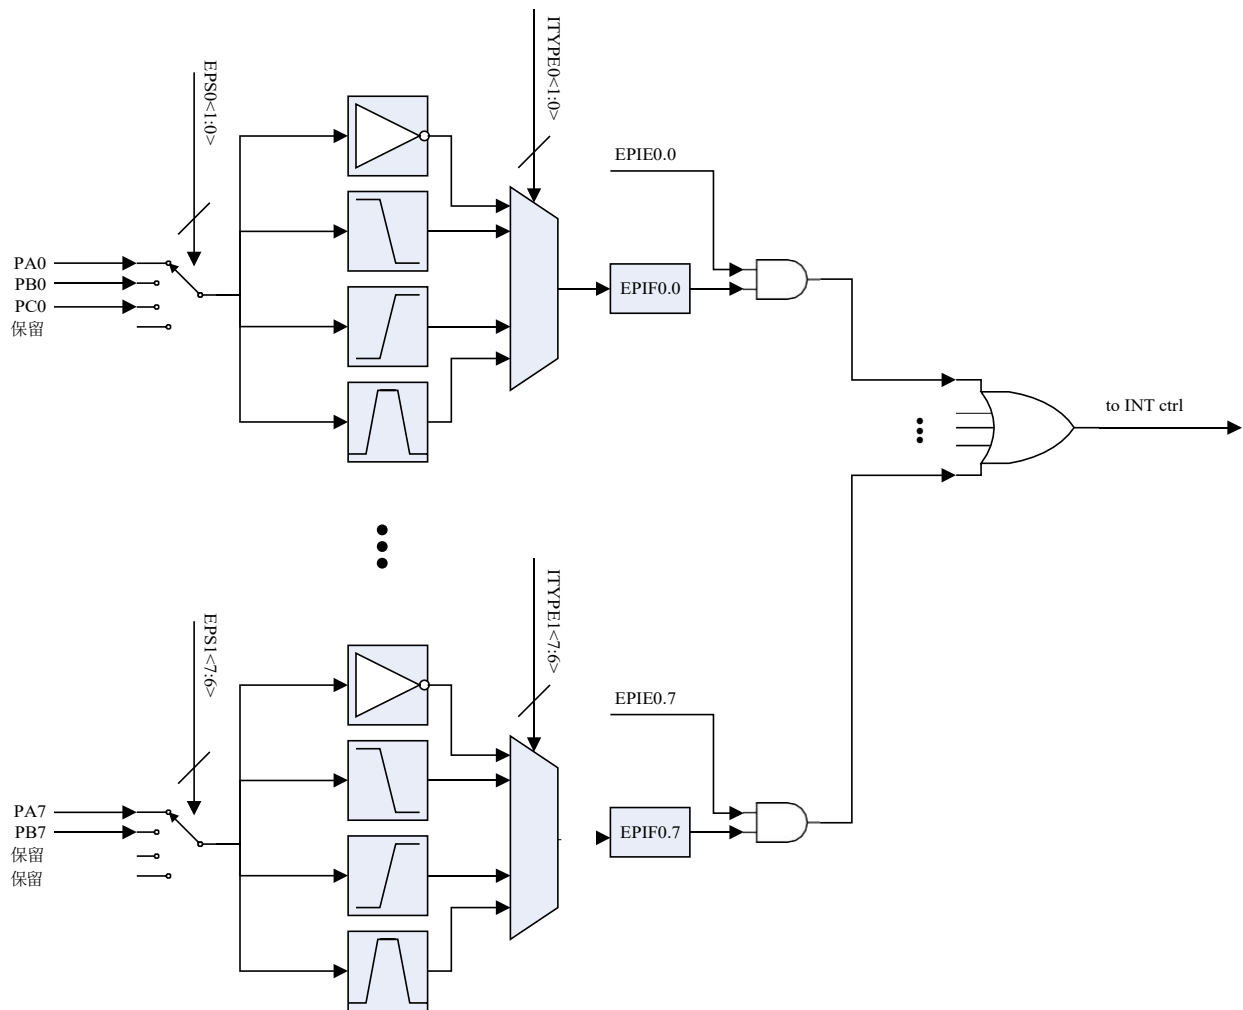 ITYPE0<1:0>
EPS0<1:0>
EPIE0.0
PA0
PB0
PC0
保留
EPIF0.0
to INT ctrl
ITYPE1<7:6>
EPS1<7:6>
EPIE0.7
PA7
PB7
保留
保留
EPIF0.7